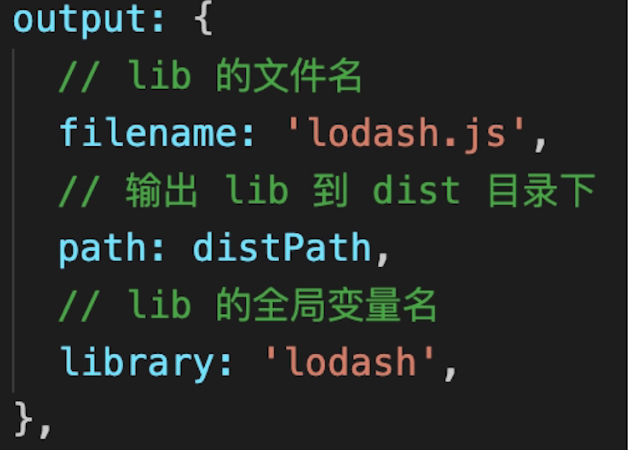 output: {
// lib 的文件名
filename: 'lodash.js',
// 输出 lib 到 dist 目录下
path: distPath,
// lib 的全局变量名
library: 'lodash',
},